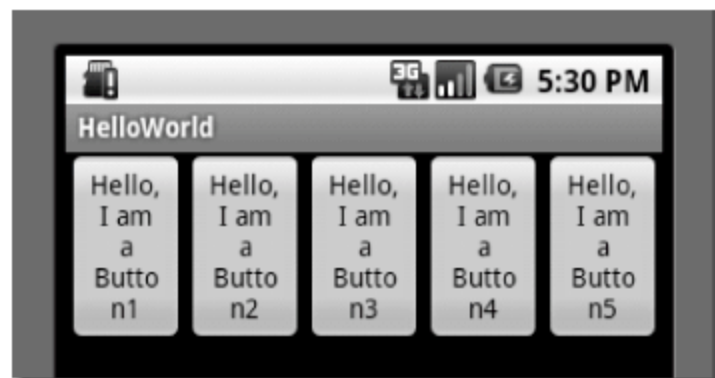 3G 5:30 PM
HelloWorld
Hello,
I am
a
Butto
n1
Hello,
I am
a
Butto
n2
Hello,
I am
a
Butto
n3
Hello,
I am
a
Butto
n4
Hello,
I am
a
Butto
n5